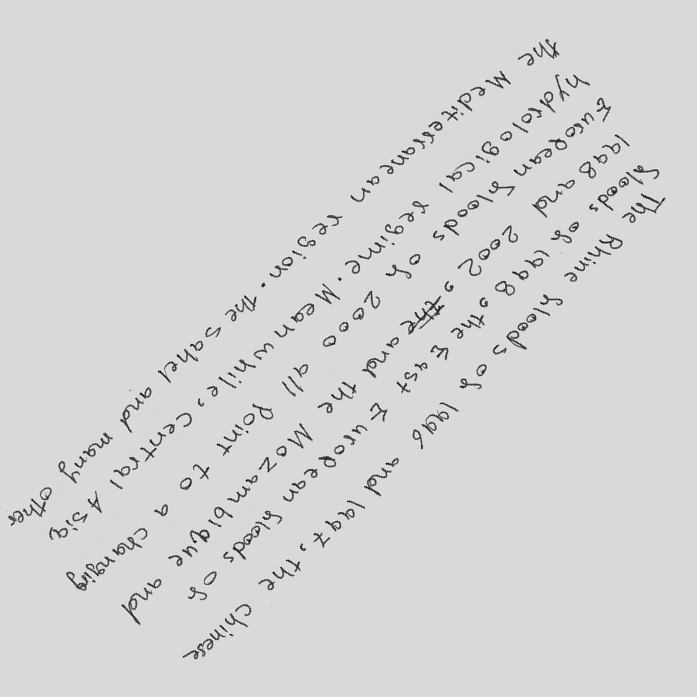 The Rhine floods of 1996 and 1997, the chinese
floods of 1998, the East European floods of
1998 and 2002, and the Mozambique and
European floods of 2000 all point to a changing
hydrological regime. Meanwhile, Central Asia,
the Mediterranean region. the sahel and many other